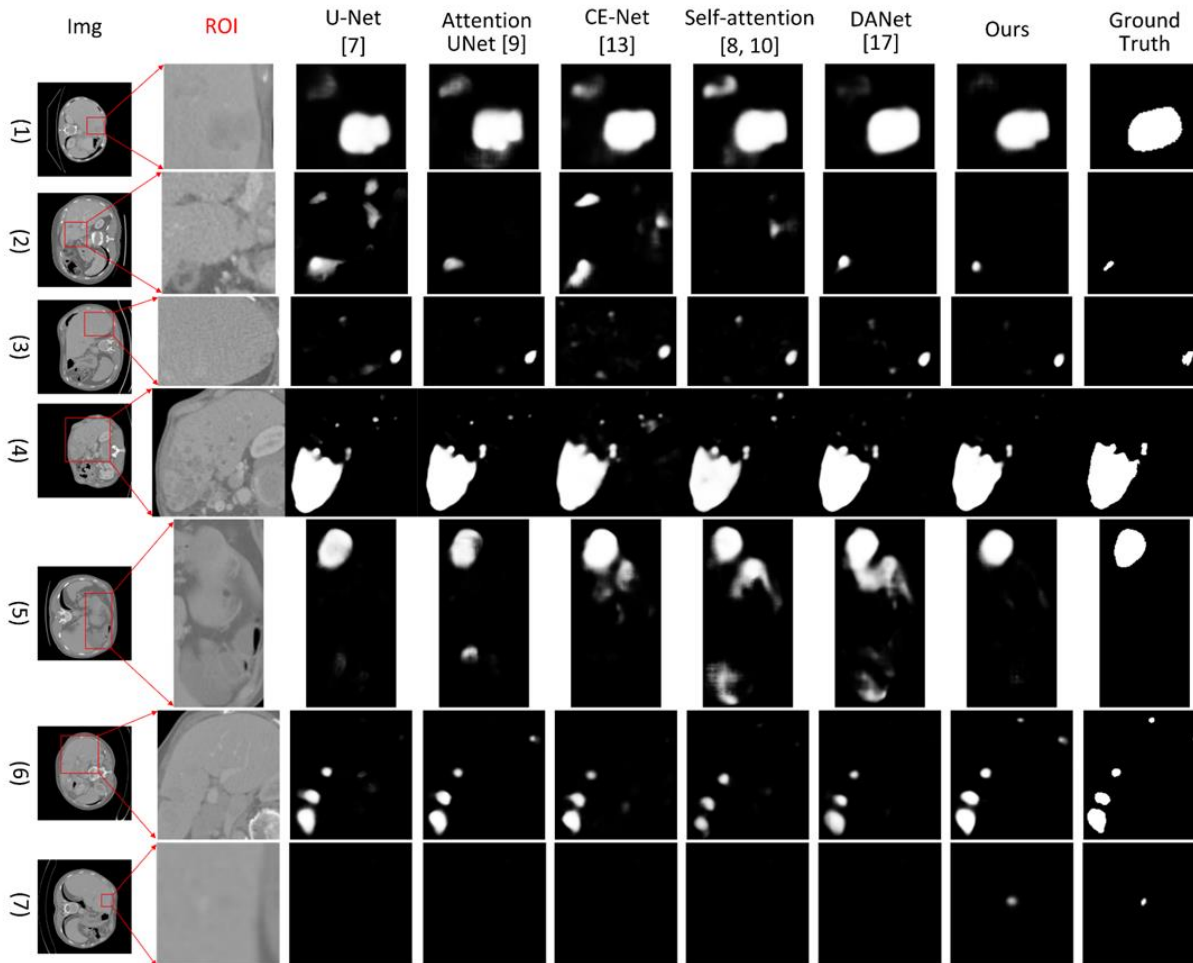 Img
ROI
U-Net
[7]
Attention
UNet [9]
CE-Net
[13]
Self-attention
[8, 10]
DANet
[17]
Ours
Ground
Truth
(1)
(2)
(3)
(4)
(5)
(6)
(7)